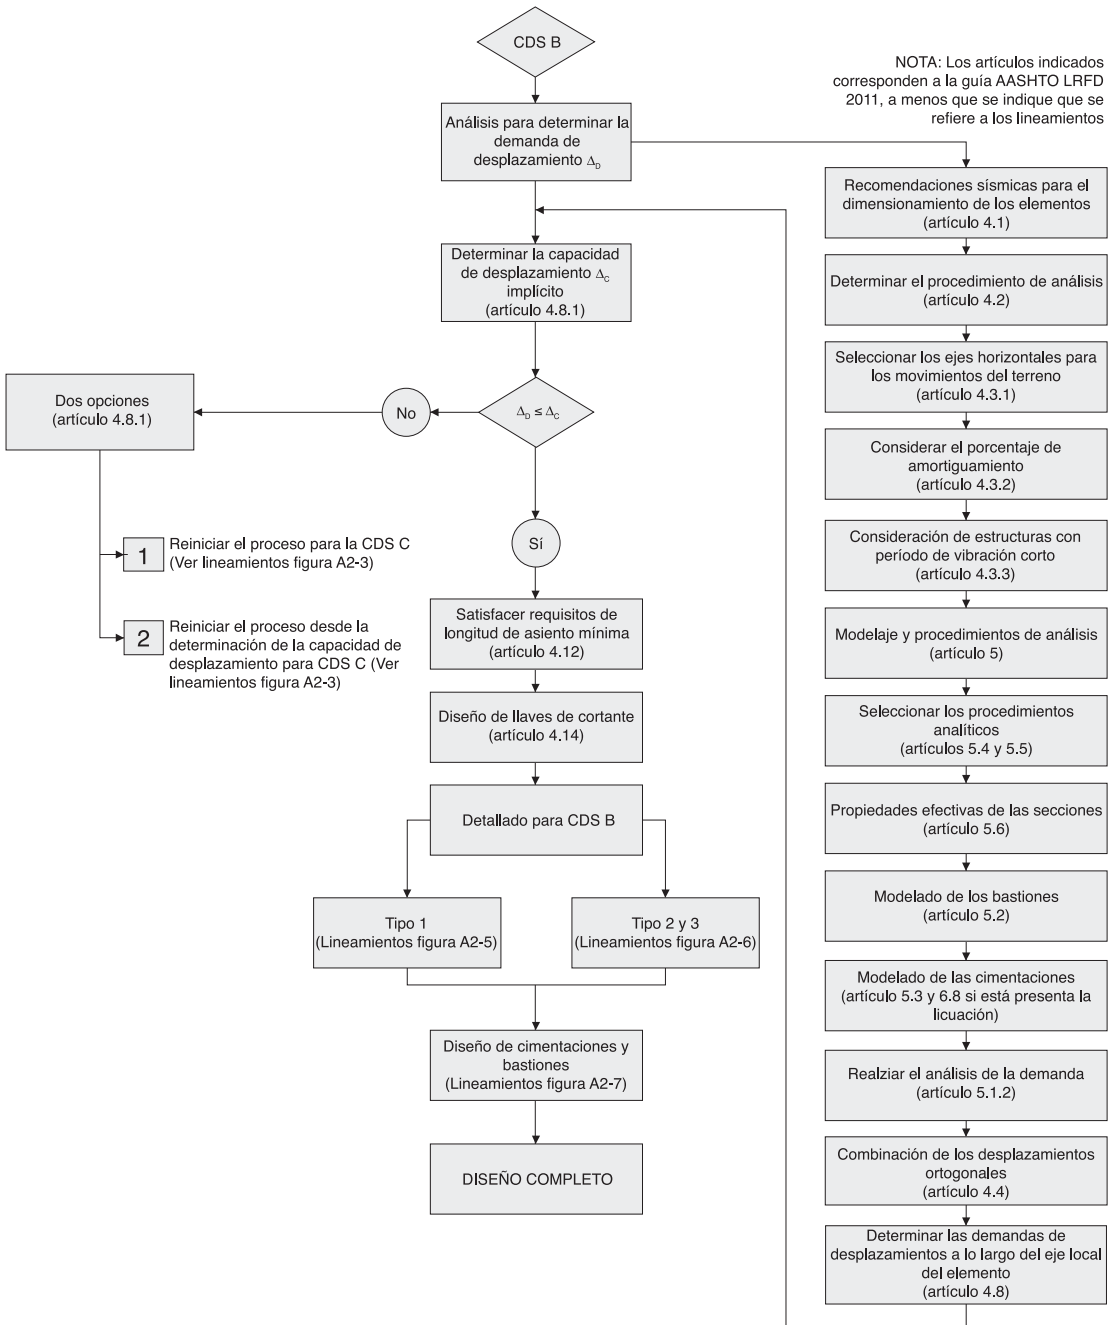 CDS B
NOTA: Los artículos indicados
corresponden a la guía AASHTO LRFD
2011, a menos que se indique que se
refiere a los lineamientos
Análisis para determinar la
demanda de
desplazamiento Δ_D
Determinar la capacidad
de desplazamiento Δ_C
implícito
(artículo 4.8.1)
Δ_D ≤ Δ_C
No
Dos opciones
(artículo 4.8.1)
1
Reiniciar el proceso para la CDS C
(Ver lineamientos figura A2-3)
2
Reiniciar el proceso desde la
determinación de la capacidad de
desplazamiento para CDS C (Ver
lineamientos figura A2-3)
Sí
Satisfacer requisitos de
longitud de asiento mínima
(artículo 4.12)
Diseño de llaves de cortante
(artículo 4.14)
Detallado para CDS B
Tipo 1
(Lineamientos figura A2-5)
Tipo 2 y 3
(Lineamientos figura A2-6)
Diseño de cimentaciones y
bastiones
(Lineamientos figura A2-7)
DISEÑO COMPLETO
Recomendaciones sísmicas para el
dimensionamiento de los elementos
(artículo 4.1)
Determinar el procedimiento de análisis
(artículo 4.2)
Seleccionar los ejes horizontales para
los movimientos del terreno
(artículo 4.3.1)
Considerar el porcentaje de
amortiguamiento
(artículo 4.3.2)
Consideración de estructuras con
período de vibración corto
(artículo 4.3.3)
Modelaje y procedimientos de análisis
(artículo 5)
Seleccionar los procedimientos
analíticos
(artículos 5.4 y 5.5)
Propiedades efectivas de las secciones
(artículo 5.6)
Modelado de los bastiones
(artículo 5.2)
Modelado de las cimentaciones
(artículo 5.3 y 6.8 si está presenta la
licuación)
Realziar el análisis de la demanda
(artículo 5.1.2)
Combinación de los desplazamientos
ortogonales
(artículo 4.4)
Determinar las demandas de
desplazamientos a lo largo del eje local
del elemento
(artículo 4.8)